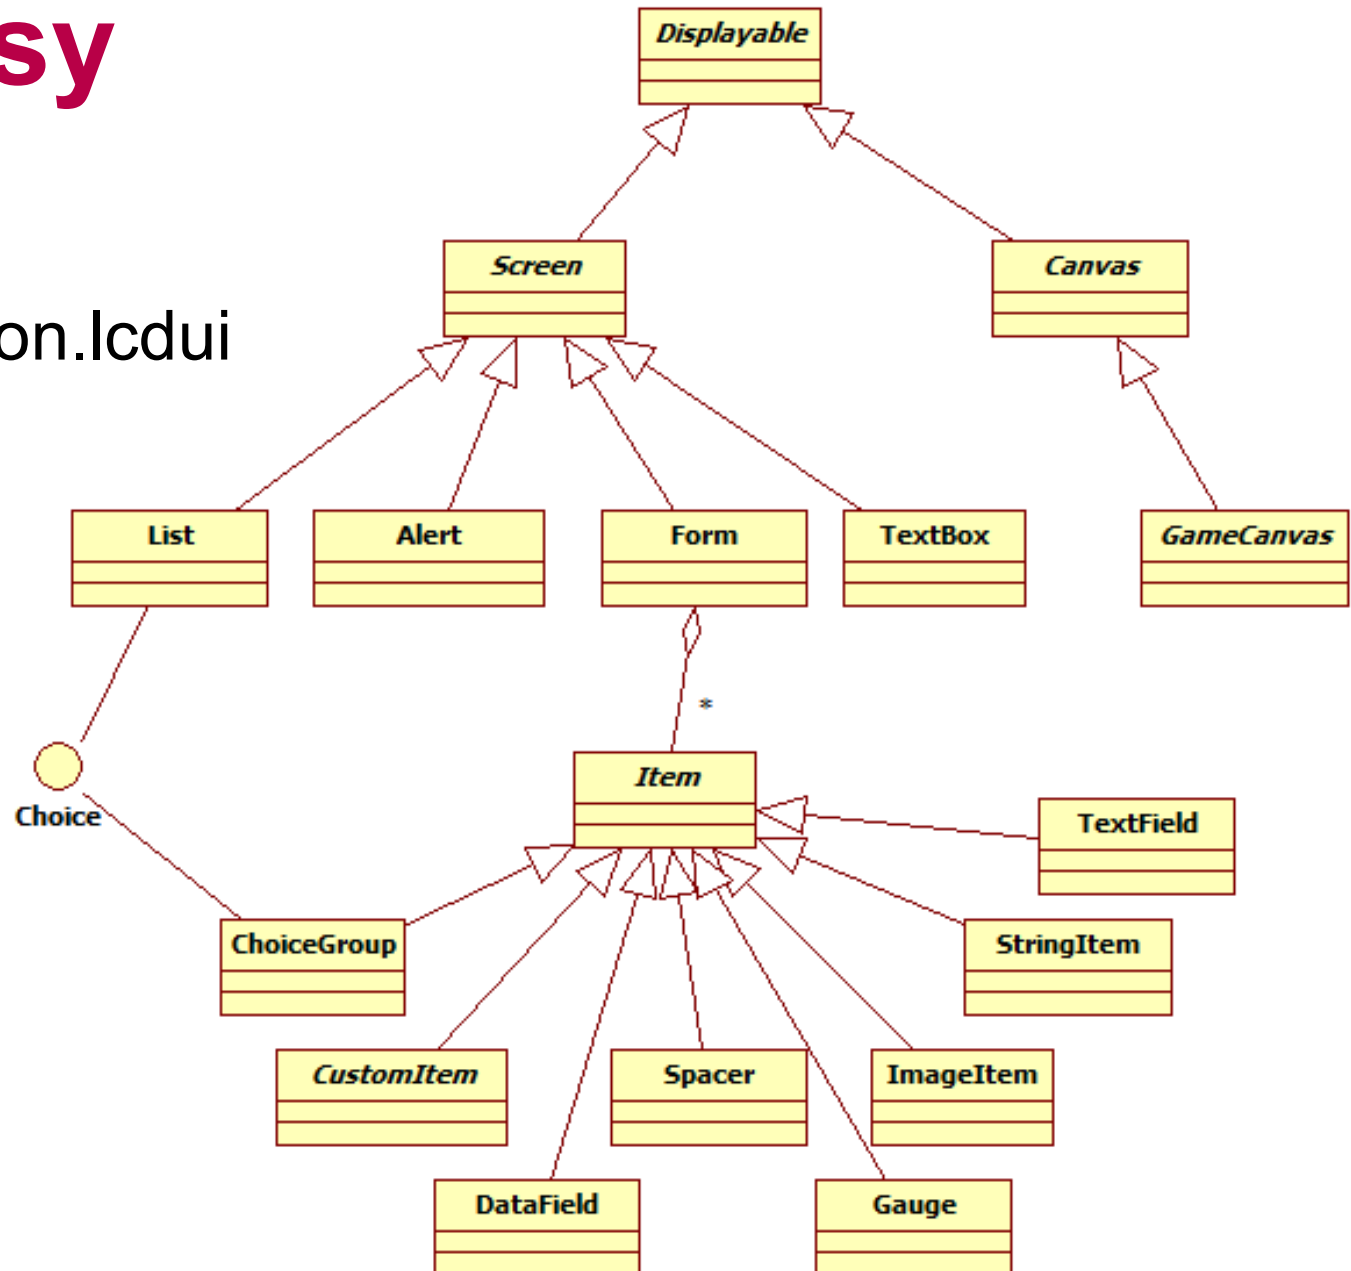 sy
Displayable
Screen
Canvas
on.lcdui
List
Alert
Form
TextBox
GameCanvas
*
Item
Choice
TextField
ChoiceGroup
StringItem
CustomItem
Spacer
ImageItem
DataField
Gauge